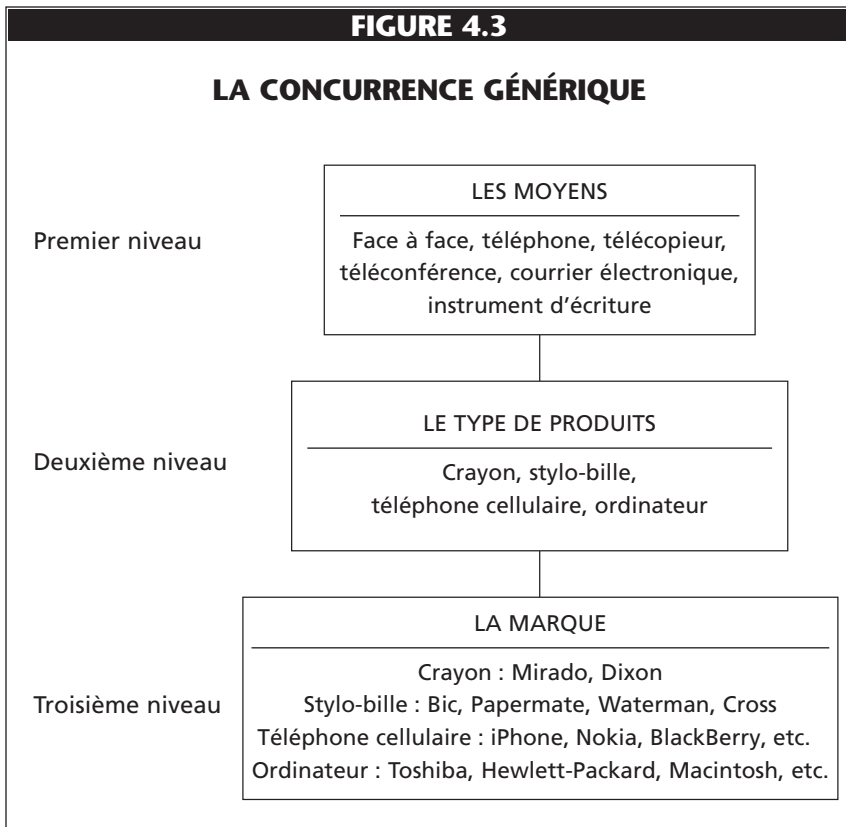 FIGURE 4.3
LA CONCURRENCE GÉNÉRIQUE
Premier niveau
LES MOYENS
Face à face, téléphone, télécopieur,
téléconférence, courrier électronique,
instrument d’écriture
Deuxième niveau
LE TYPE DE PRODUITS
Crayon, stylo-bille,
téléphone cellulaire, ordinateur
Troisième niveau
LA MARQUE
Crayon : Mirado, Dixon
Stylo-bille : Bic, Papermate, Waterman, Cross
Téléphone cellulaire : iPhone, Nokia, BlackBerry, etc.
Ordinateur : Toshiba, Hewlett-Packard, Macintosh, etc.